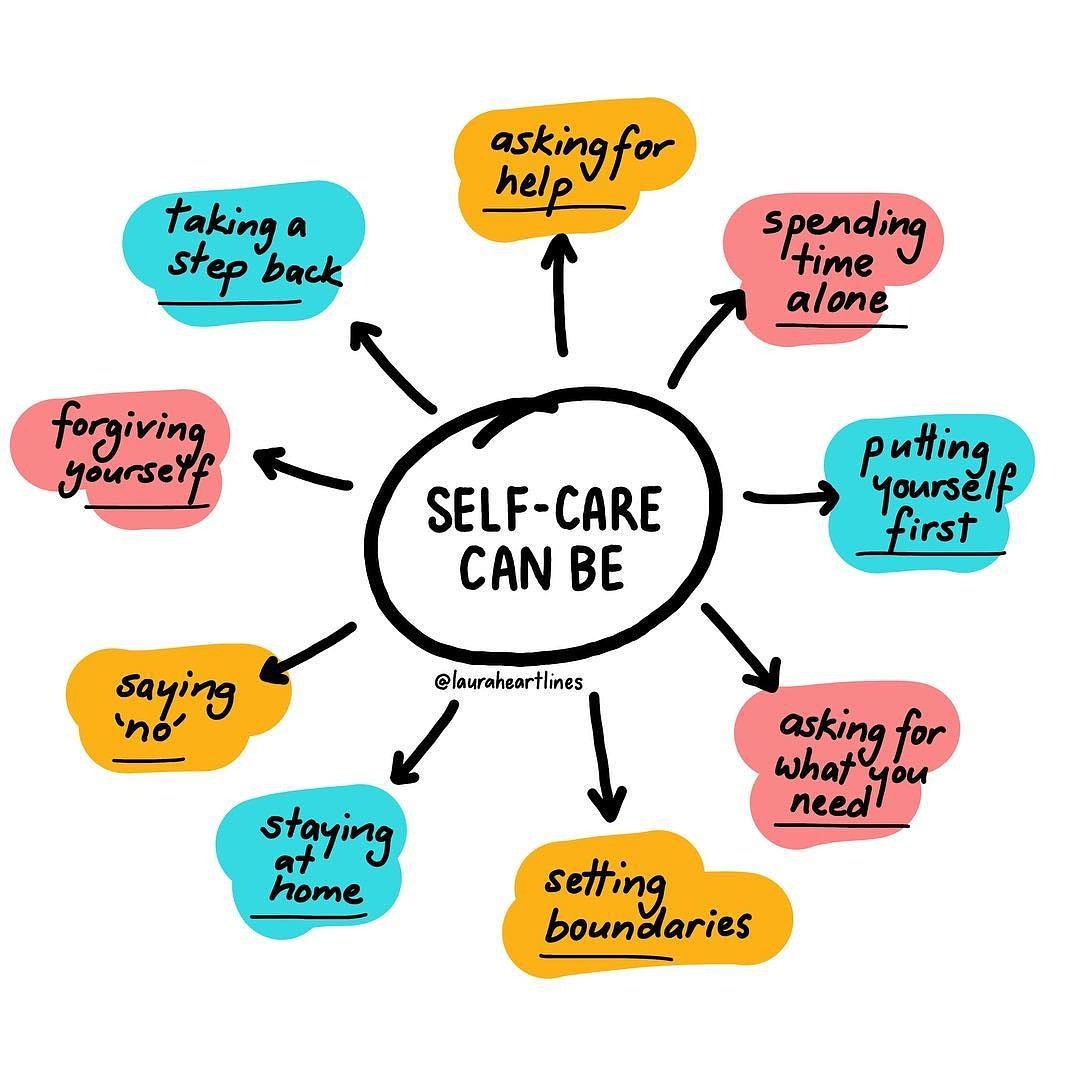 asking for
help
spending
time
alone
putting
yourself
first
asking for
what you
need
setting
boundaries
staying
at
home
saying
'no'
forgiving
yourself
taking a
step back
SELF-CARE
CAN BE
@lauraheartlines